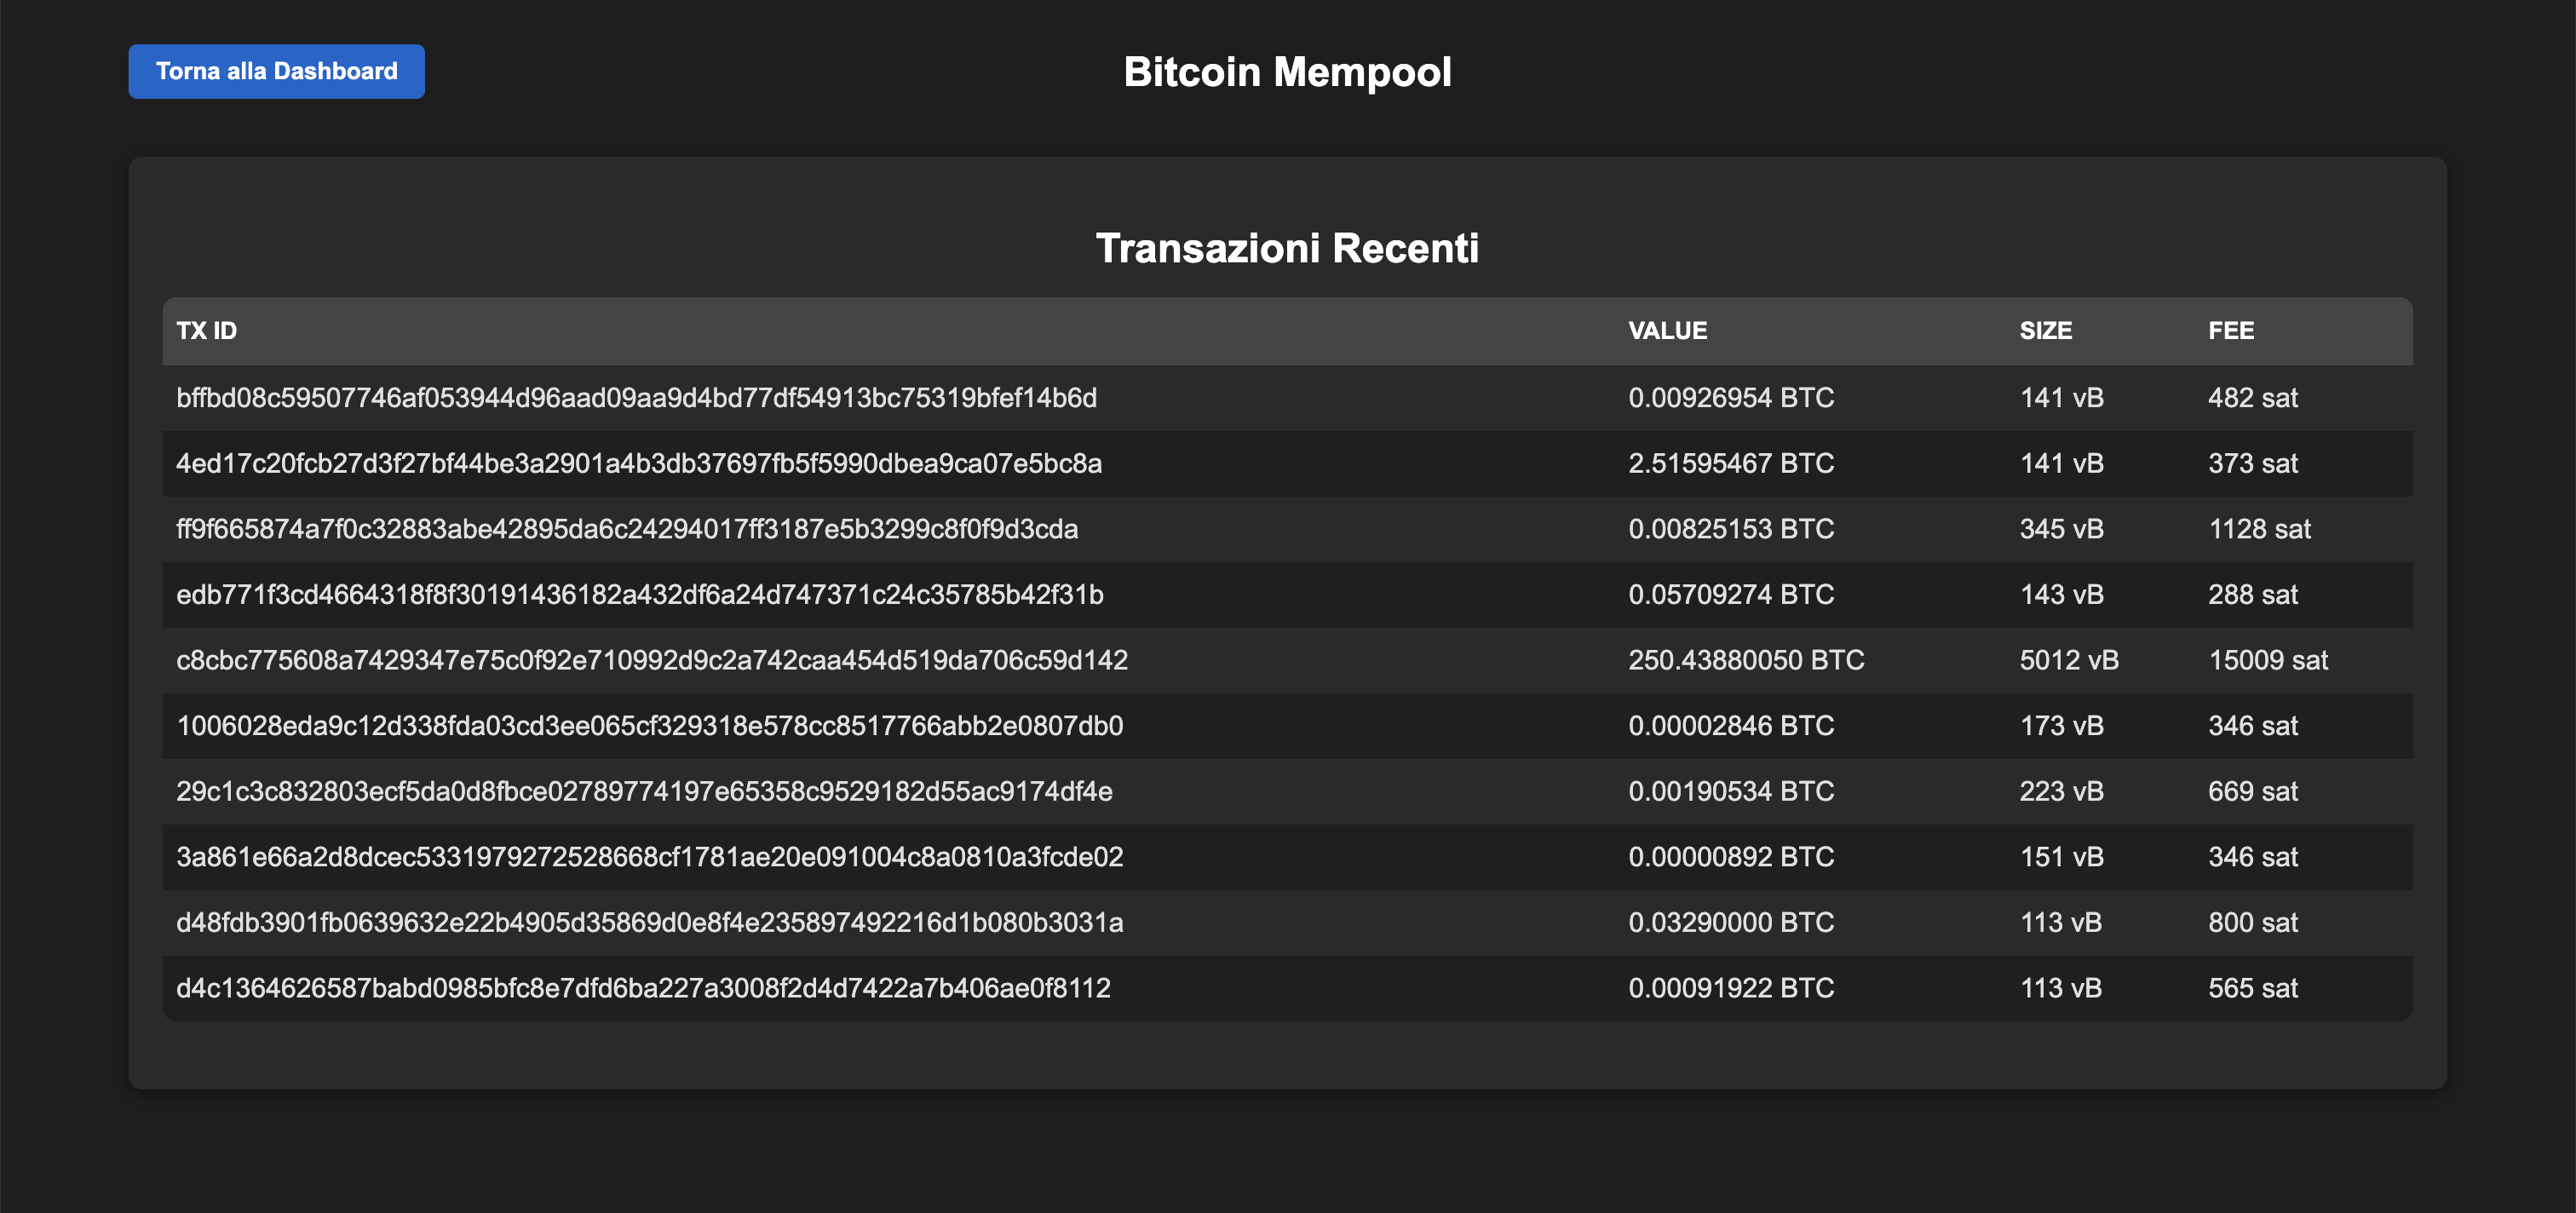 Torna alla Dashboard
Bitcoin Mempool
Transazioni Recenti
TX ID VALUE SIZE FEE
bffbd08c59507746af053944d96aad09aa9d4bd77df54913bc75319bfef14b6d 0.00926954 BTC 141 vB 482 sat
4ed17c20fcb27d3f27bf44be3a2901a4b3db37697fb5f5990dbea9ca07e5bc8a 2.51595467 BTC 141 vB 373 sat
ff9f665874a7f0c32883abe42895da6c24294017ff3187e5b3299c8f0f9d3cda 0.00825153 BTC 345 vB 1128 sat
edb771f3cd4664318f8f30191436182a432df6a24d747371c24c35785b42f31b 0.05709274 BTC 143 vB 288 sat
c8cbc775608a7429347e75c0f92e710992d9c2a742caa454d519da706c59d142 250.43880050 BTC 5012 vB 15009 sat
1006028eda9c12d338fda03cd3ee065cf329318e578cc8517766abb2e0807db0 0.00002846 BTC 173 vB 346 sat
29c1c3c832803ecf5da0d8fbce02789774197e65358c9529182d55ac9174df4e 0.00190534 BTC 223 vB 669 sat
3a861e66a2d8dcec5331979272528668cf1781ae20e091004c8a0810a3fcde02 0.00000892 BTC 151 vB 346 sat
d48fdb3901fb0639632e22b4905d35869d0e8f4e235897492216d1b080b3031a 0.03290000 BTC 113 vB 800 sat
d4c1364626587babd0985bfc8e7dfd6ba227a3008f2d4d7422a7b406ae0f8112 0.00091922 BTC 113 vB 565 sat